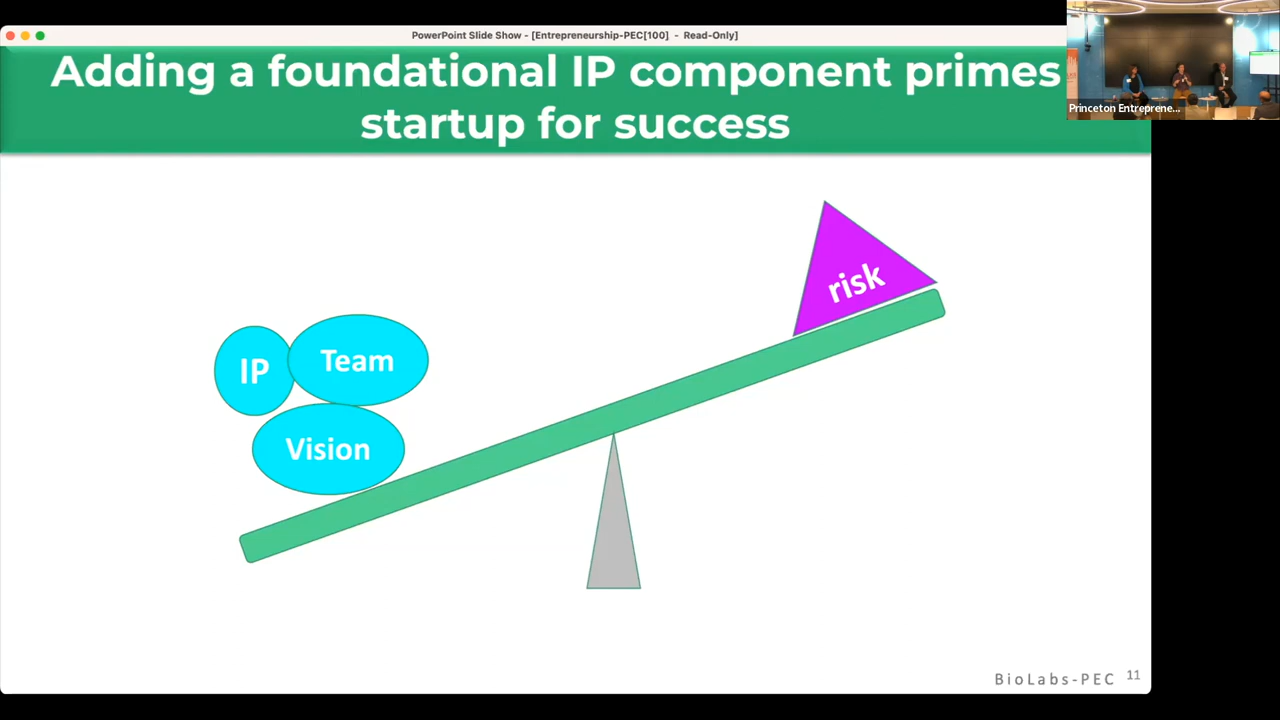 PowerPoint Slide Show - [Entrepreneurship-PEC[100] - Read-Only]
Adding a foundational IP component primes
startup for success
Princeton Entreprene...
risk
IP
Team
Vision
BioLabs-PEC 11